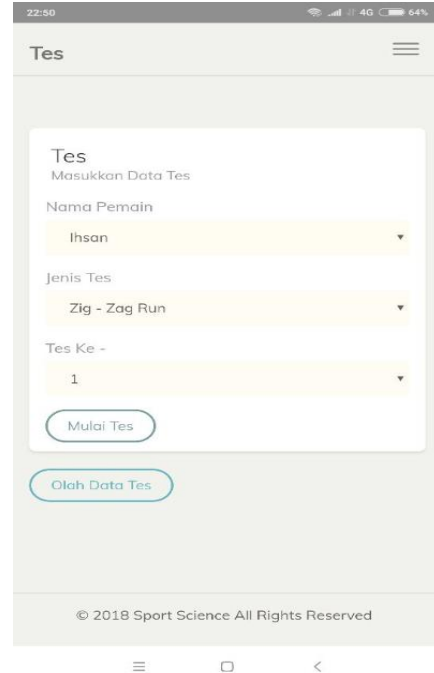 22:50 4G 64%
Tes
Tes
Masukkan Data Tes
Nama Pemain
Ihsan
Jenis Tes
Zig - Zag Run
Tes Ke -
1
Mulai Tes
Olah Data Tes
© 2018 Sport Science All Rights Reserved